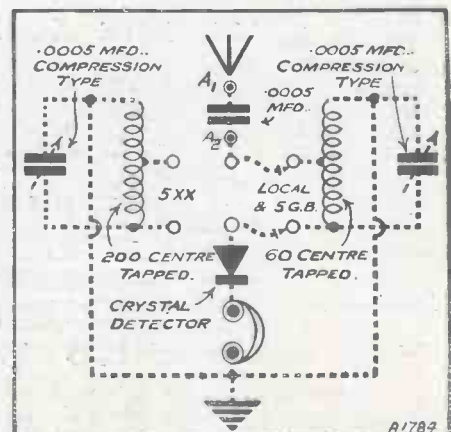 .0005 MFD..
COMPRESSION
TYPE
A1
.0005
MFD..
A2
.0005 MFD..
COMPRESSION
TYPE
5XX
LOCAL
& 5G.B.
200 CENTRE
TAPPED.
60 CENTRE
TAPPED.
CRYSTAL
DETECTOR
A1784